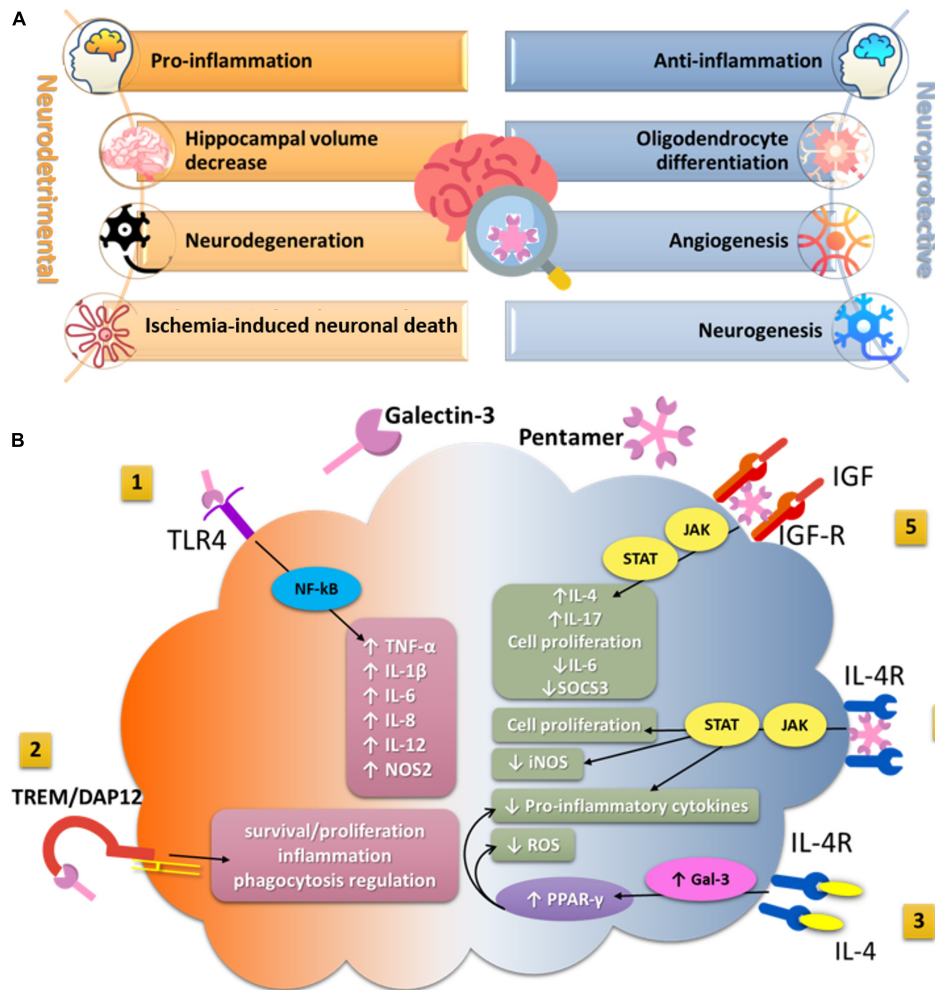 A
Neurodetrimental
Pro-inflammation
Hippocampal volume
decrease
Neurodegeneration
Ischemia-induced neuronal death
Anti-inflammation
Oligodendrocyte
differentiation
Angiogenesis
Neurogenesis
Neuroprotective
B
Galectin-3
Pentamer
1
TLR4
NF-kB
↑ TNF-α
↑ IL-1β
↑ IL-6
↑ IL-8
↑ IL-12
↑ NOS2
2
TREM/DAP12
survival/proliferation
inflammation
phagocytosis regulation
IGF
IGF-R
5
JAK
STAT
↑IL-4
↑IL-17
Cell proliferation
↓IL-6
↓SOCS3
IL-4R
JAK
STAT
Cell proliferation
↓ iNOS
↓ Pro-inflammatory cytokines
↓ ROS
IL-4R
↑ Gal-3
↑ PPAR-γ
IL-4
3